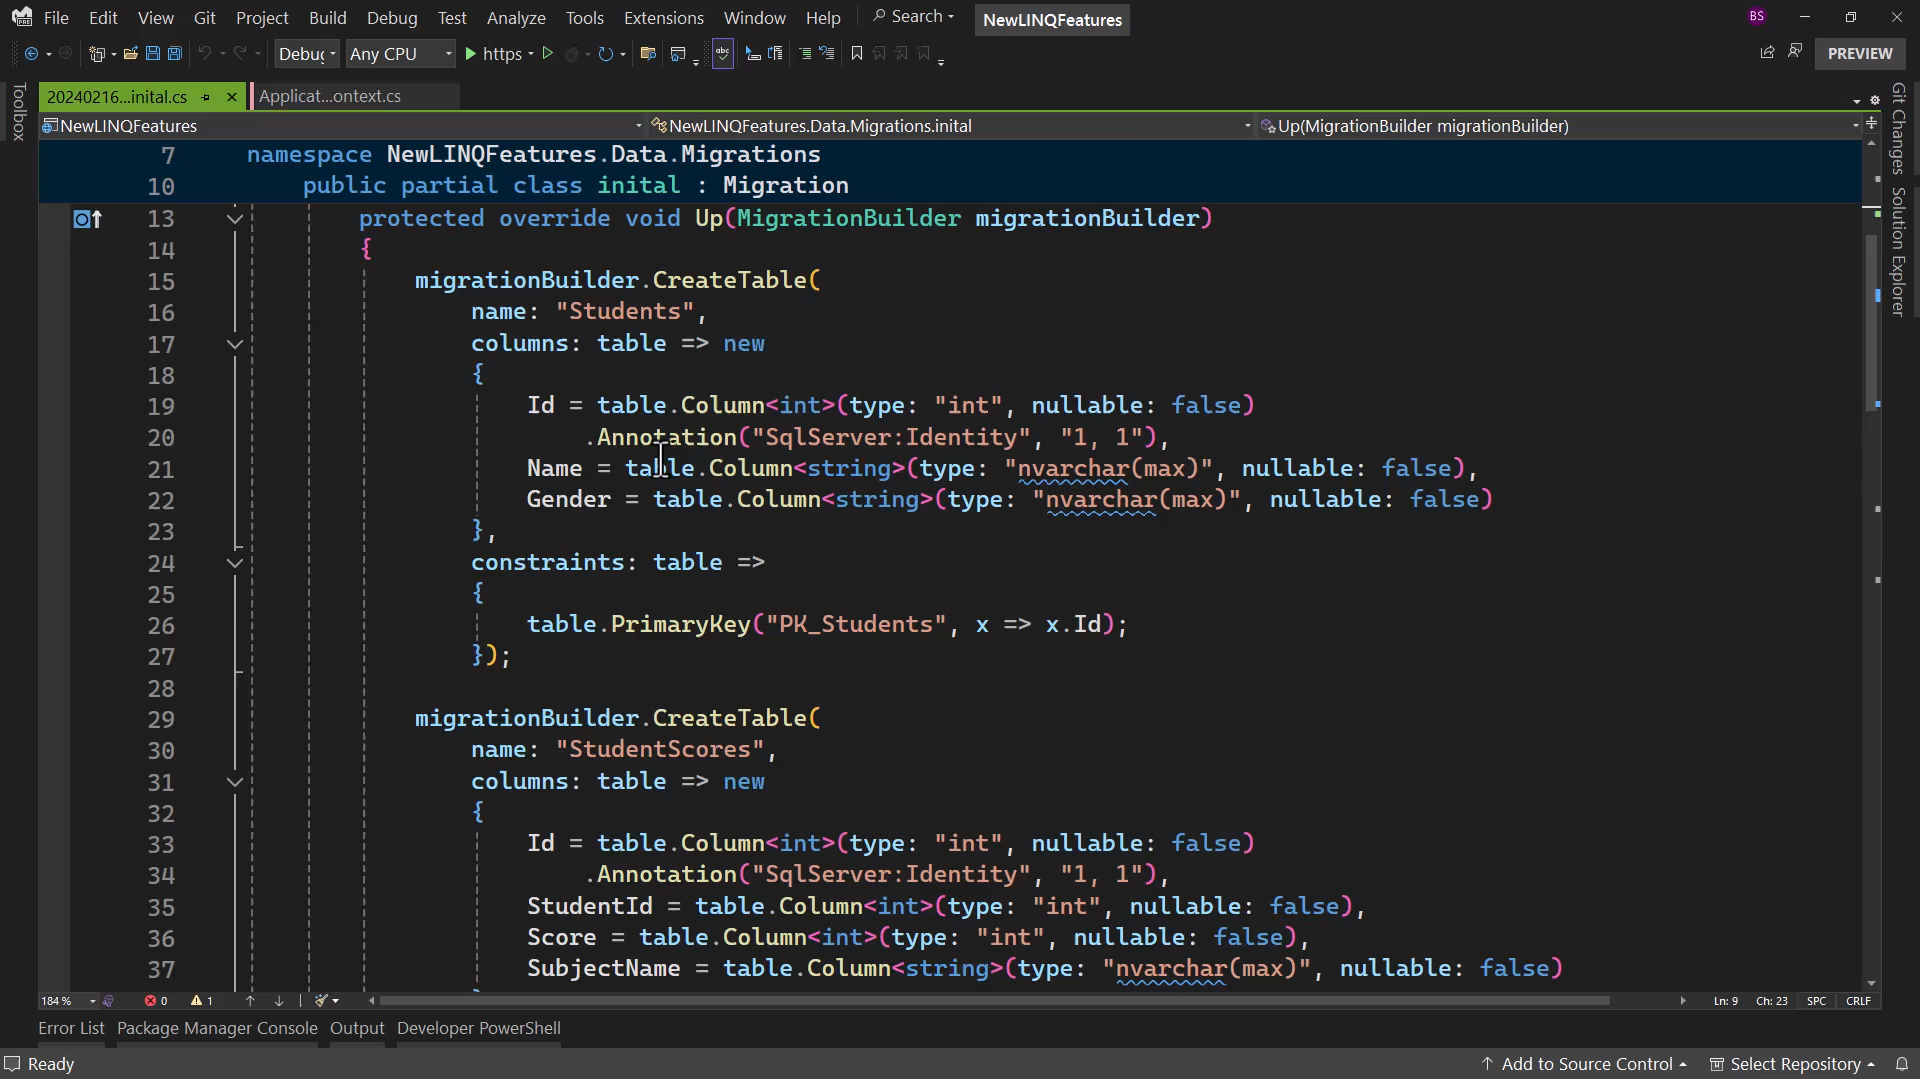 File Edit View Git Project Build Debug Test Analyze Tools Extensions Window Help Search NewLINQFeatures BS
Debug Any CPU https abc PREVIEW
20240216...inital.cs Applicat...ontext.cs
NewLINQFeatures NewLINQFeatures.Data.Migrations.inital Up(MigrationBuilder migrationBuilder)
Toolbox
Git Changes
Solution Explorer
7 namespace NewLINQFeatures.Data.Migrations
10 public partial class inital : Migration
13 protected override void Up(MigrationBuilder migrationBuilder)
14 {
15 migrationBuilder.CreateTable(
16 name: "Students",
17 columns: table => new
18 {
19 Id = table.Column<int>(type: "int", nullable: false)
20 .Annotation("SqlServer:Identity", "1, 1"),
21 Name = table.Column<string>(type: "nvarchar(max)", nullable: false),
22 Gender = table.Column<string>(type: "nvarchar(max)", nullable: false)
23 },
24 constraints: table =>
25 {
26 table.PrimaryKey("PK_Students", x => x.Id);
27 });
28
29 migrationBuilder.CreateTable(
30 name: "StudentScores",
31 columns: table => new
32 {
33 Id = table.Column<int>(type: "int", nullable: false)
34 .Annotation("SqlServer:Identity", "1, 1"),
35 StudentId = table.Column<int>(type: "int", nullable: false),
36 Score = table.Column<int>(type: "int", nullable: false),
37 SubjectName = table.Column<string>(type: "nvarchar(max)", nullable: false)
184 % 0 1 Ln: 9 Ch: 23 SPC CRLF
Error List Package Manager Console Output Developer PowerShell
Ready Add to Source Control Select Repository